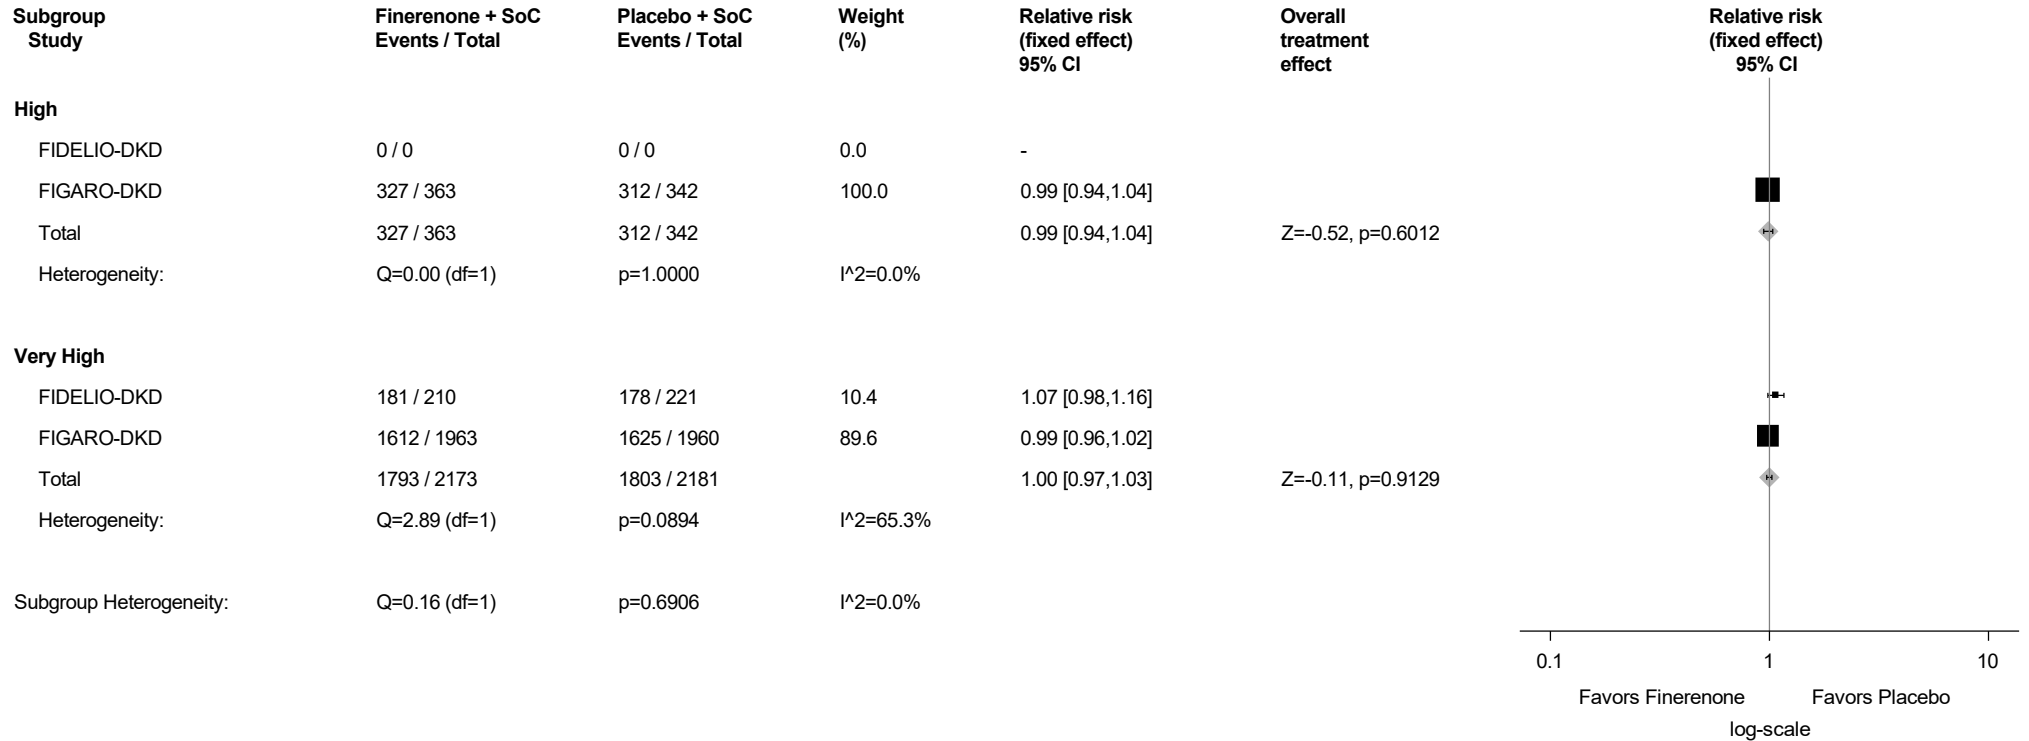 Subgroup Finerenone + SoC Placebo + SoC Weight Relative risk Overall Relative risk
Study Events / Total Events / Total (%) (fixed effect) treatment (fixed effect)
95% CI effect 95% CI
High
FIDELIO-DKD 0 / 0 0 / 0 0.0 -
FIGARO-DKD 327 / 363 312 / 342 100.0 0.99 [0.94,1.04]
Total 327 / 363 312 / 342 0.99 [0.94,1.04] Z=-0.52, p=0.6012
Heterogeneity: Q=0.00 (df=1) p=1.0000 I^2=0.0%
Very High
FIDELIO-DKD 181 / 210 178 / 221 10.4 1.07 [0.98,1.16]
FIGARO-DKD 1612 / 1963 1625 / 1960 89.6 0.99 [0.96,1.02]
Total 1793 / 2173 1803 / 2181 1.00 [0.97,1.03] Z=-0.11, p=0.9129
Heterogeneity: Q=2.89 (df=1) p=0.0894 I^2=65.3%
Subgroup Heterogeneity: Q=0.16 (df=1) p=0.6906 I^2=0.0%
0.1 1 10
Favors Finerenone Favors Placebo
log-scale